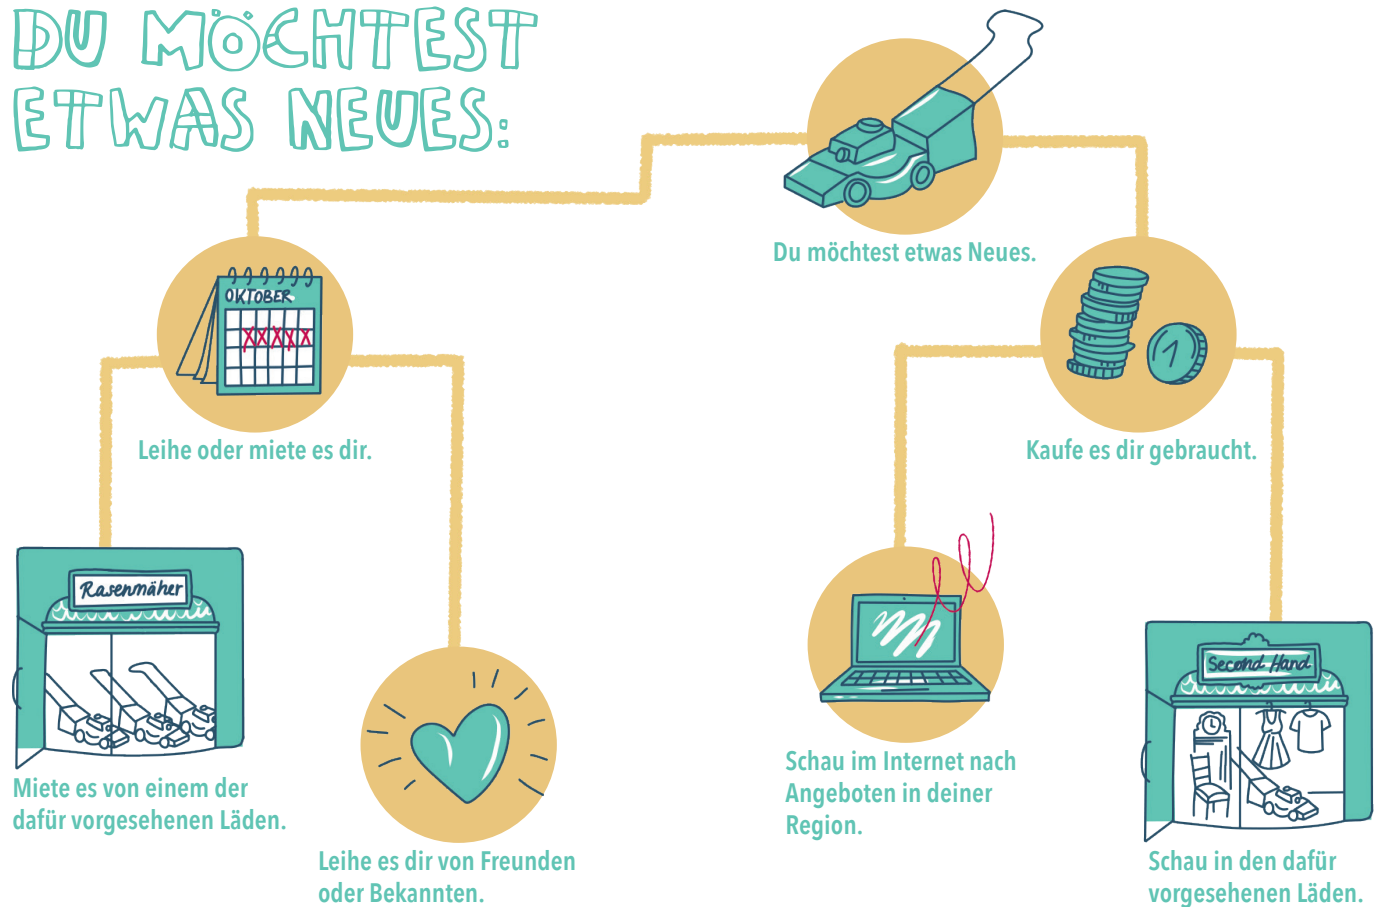 DU MÖCHTEST
ETWAS NEUES:
Du möchtest etwas Neues.
OKTOBER
Leihe oder miete es dir.
1
Kaufe es dir gebraucht.
Rasenmäher
Miete es von einem der
dafür vorgesehenen Läden.
Leihe es dir von Freunden
oder Bekannten.
Schau im Internet nach
Angeboten in deiner
Region.
Second Hand
Schau in den dafür
vorgesehenen Läden.